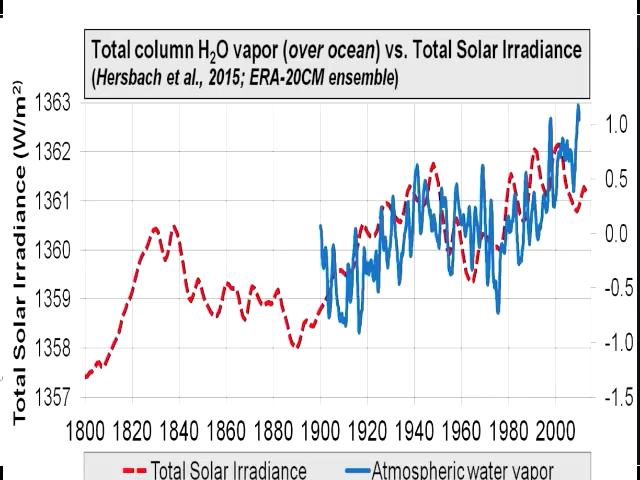 Total column H₂O vapor (over ocean) vs. Total Solar Irradiance
(Hersbach et al., 2015; ERA-20CM ensemble)
Total Solar Irradiance (W/m²)
1363
1362
1361
1360
1359
1358
1357
1.0
0.5
0.0
-0.5
-1.0
-1.5
1800 1820 1840 1860 1880 1900 1920 1940 1960 1980 2000
Total Solar Irradiance Atmospheric water vapor